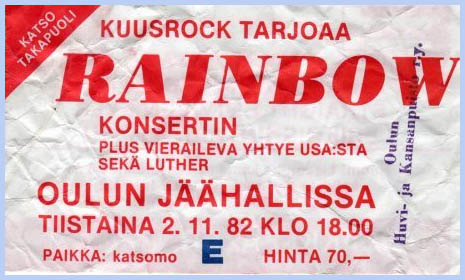 KATSO
TAKAPUOLI
KUUSROCK TARJOAA
RAINBOW
KONSERTIN
PLUS VIERAILEVA YHTYE USA:STA
SEKÄ LUTHER
OULUN JÄÄHALLISSA
TIISTAINA 2. 11. 82 KLO 18.00
PAIKKA: katsomo E HINTA 70,—
Oulun
Huvi- ja Kansanpuisto r.y.